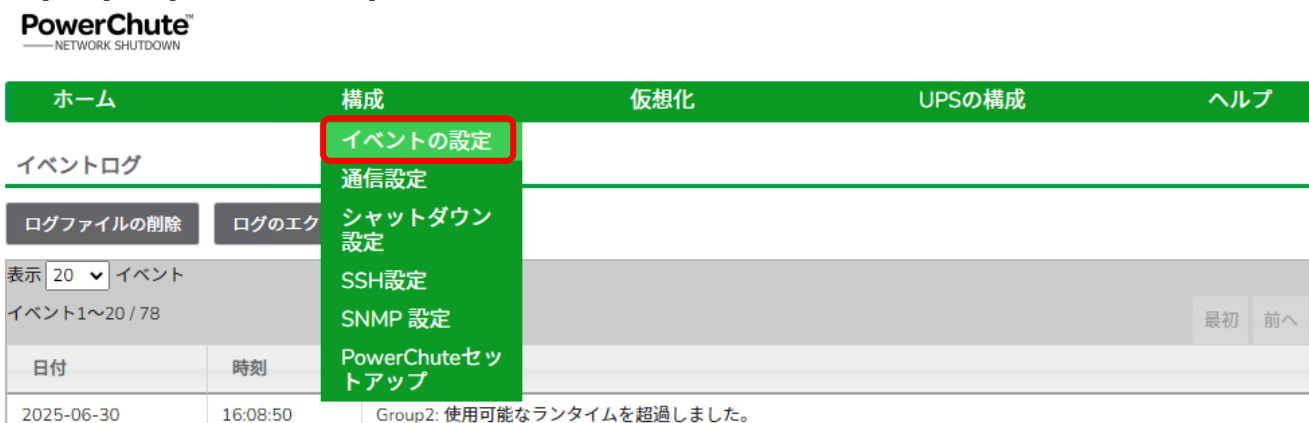 PowerChute™
NETWORK SHUTDOWN
ホーム 構成 仮想化 UPSの構成 ヘルプ
イベントの設定
通信設定
シャットダウン
設定
SSH設定
SNMP 設定
PowerChuteセッ
トアップ
イベントログ
ログファイルの削除 ログのエク
表示 20 イベント
イベント1〜20 / 78
最初 前へ
日付 時刻
2025-06-30 16:08:50 Group2: 使用可能なランタイムを超過しました。